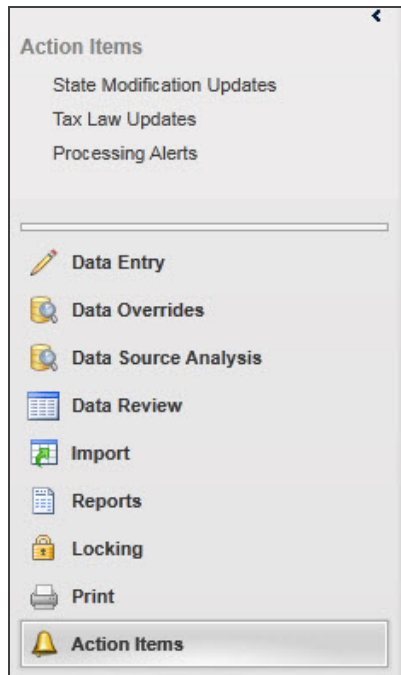 Action Items
State Modification Updates
Tax Law Updates
Processing Alerts
Data Entry
Data Overrides
Data Source Analysis
Data Review
Import
Reports
Locking
Print
Action Items